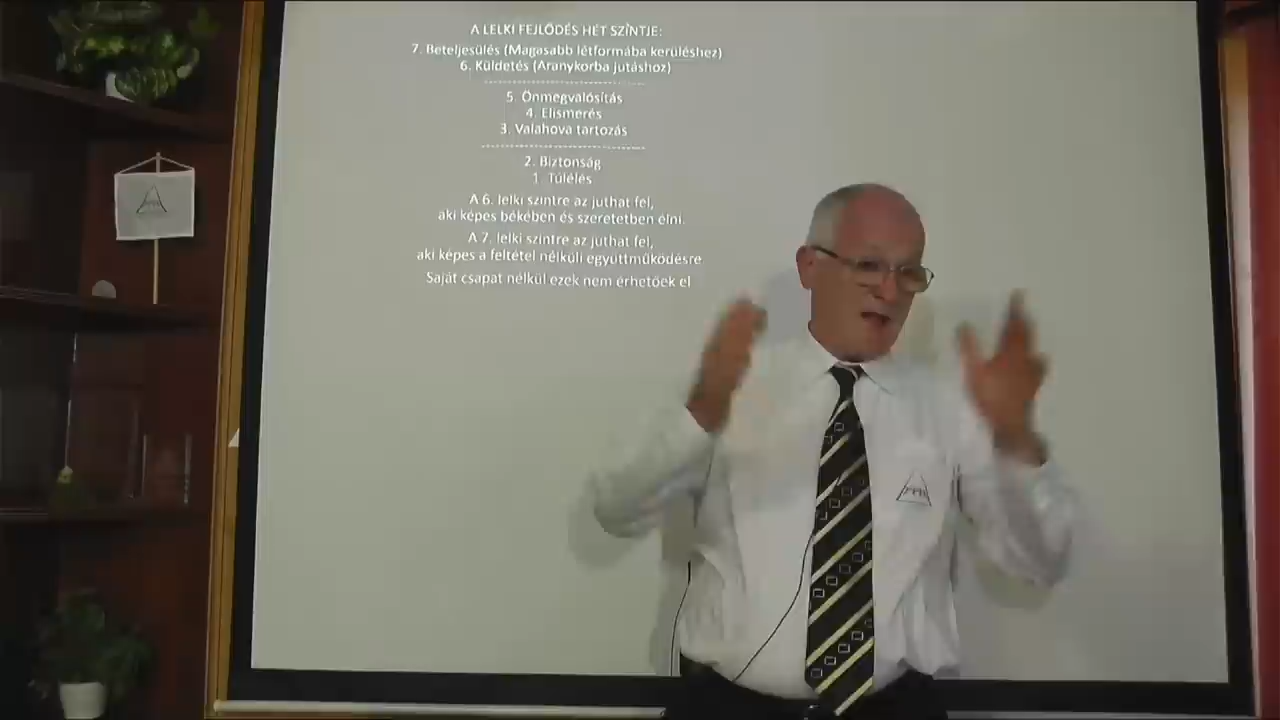 A LELKI FEJLŐDÉS HÉT SZINTJE:
7. Beteljesülés (Magasabb létformába kerüléshez)
6. Küldetés (Aranykorba jutáshoz)
5. Önmegvalósítás
4. Elismerés
3. Valahova tartozás
2. Biztonság
1. Túlélés
A 6. lelki szintre az juthat fel,
aki képes békében és szeretetben élni.
A 7. lelki szintre az juthat fel,
aki képes a feltétel nélküli együttműködésre
Saját csapat nélkül ezek nem érhetőek el